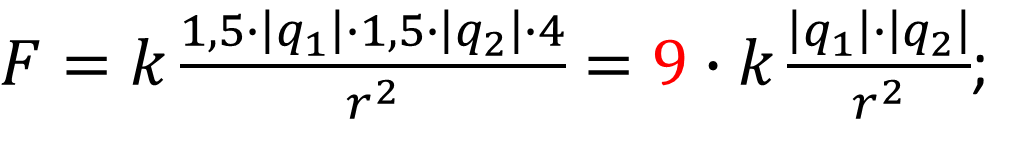 F = k (1,5·|q₁|·1,5·|q₂|·4)/r² = 9 · k (|q₁|·|q₂|)/r²;